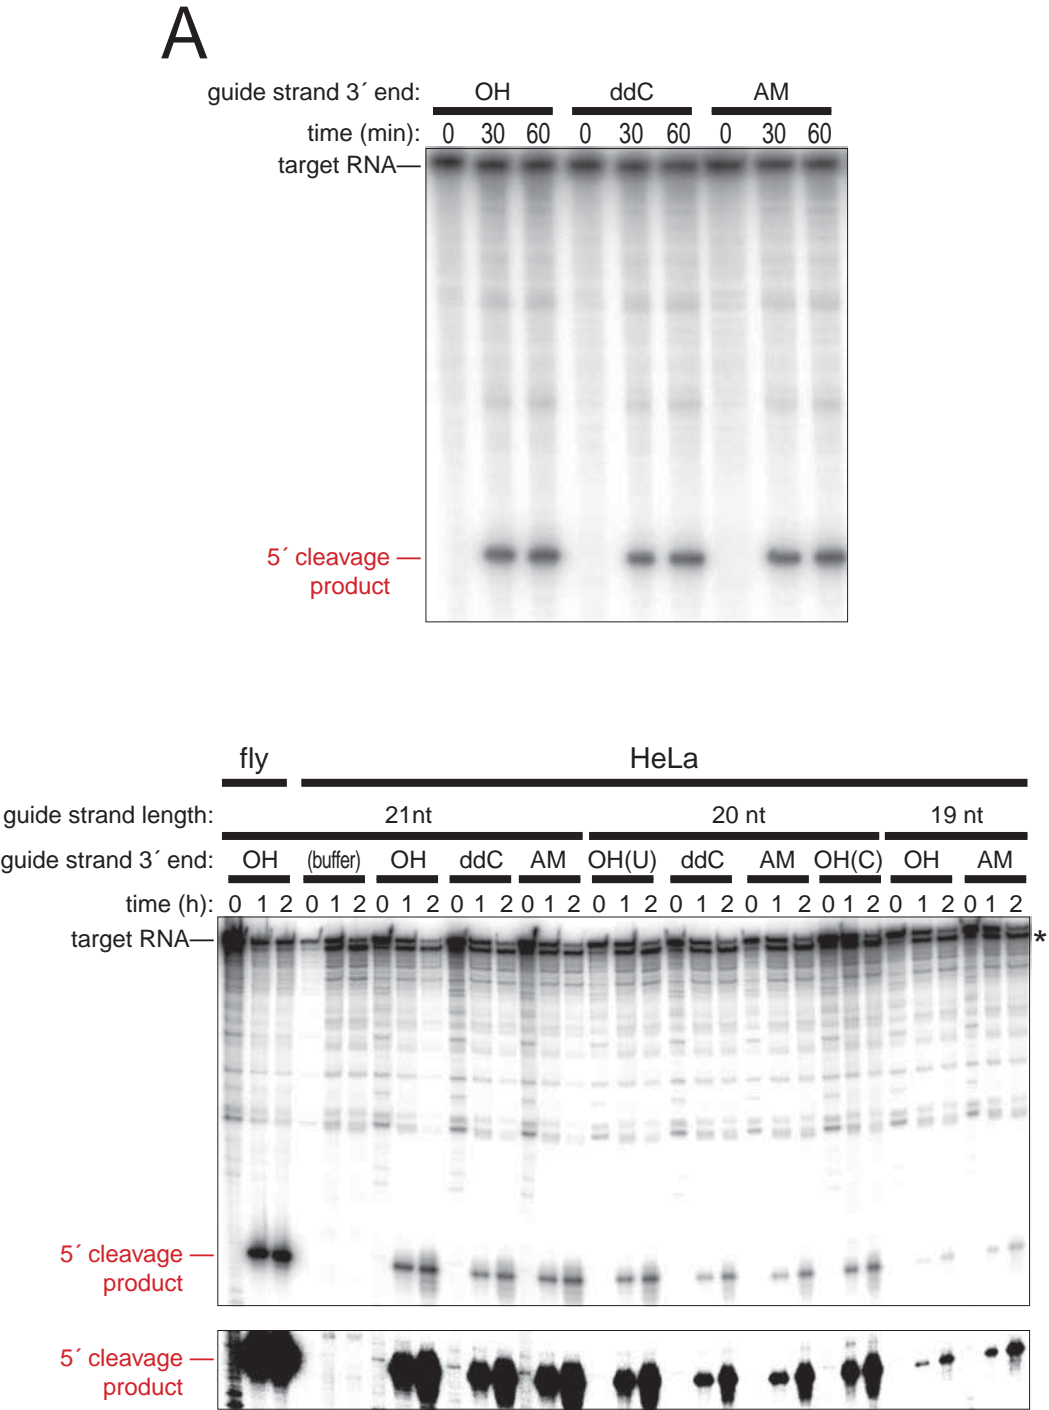 A
guide strand 3´ end: OH ddC AM
time (min): 0 30 60 0 30 60 0 30 60
target RNA
5´ cleavage
product
fly HeLa
guide strand length: 21nt 20 nt 19 nt
guide strand 3´ end: OH (buffer) OH ddC AM OH(U) ddC AM OH(C) OH AM
time (h): 0 1 2 0 1 2 0 1 2 0 1 2 0 1 2 0 1 2 0 1 2 0 1 2 0 1 2 0 1 2 0 1 2
target RNA *
5´ cleavage
product
5´ cleavage
product